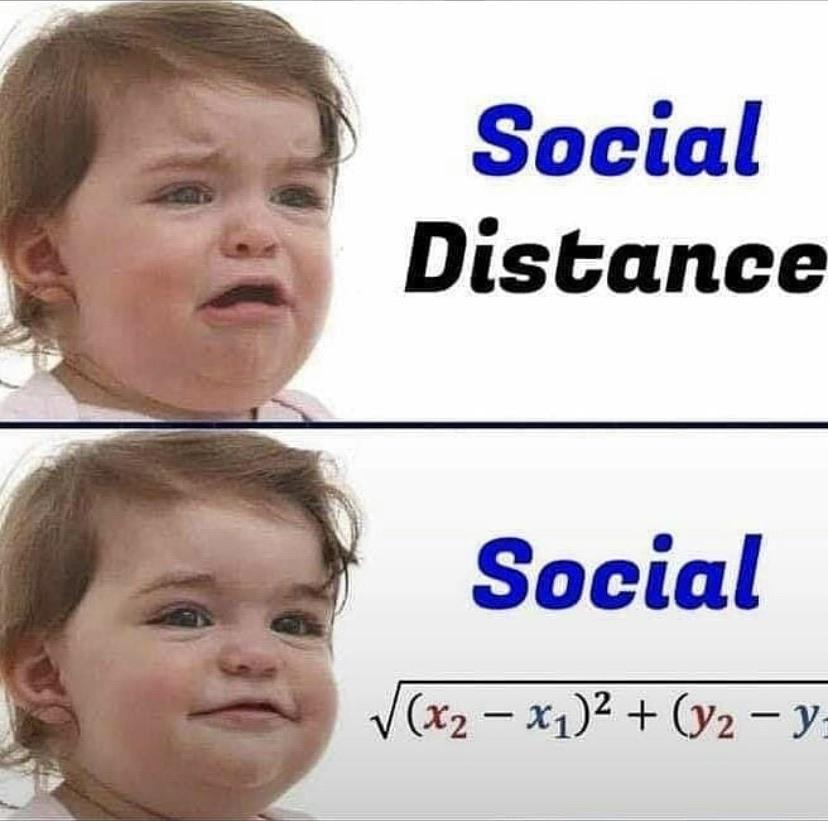 Social
Distance
Social
√(x₂ − x₁)² + (y₂ − y